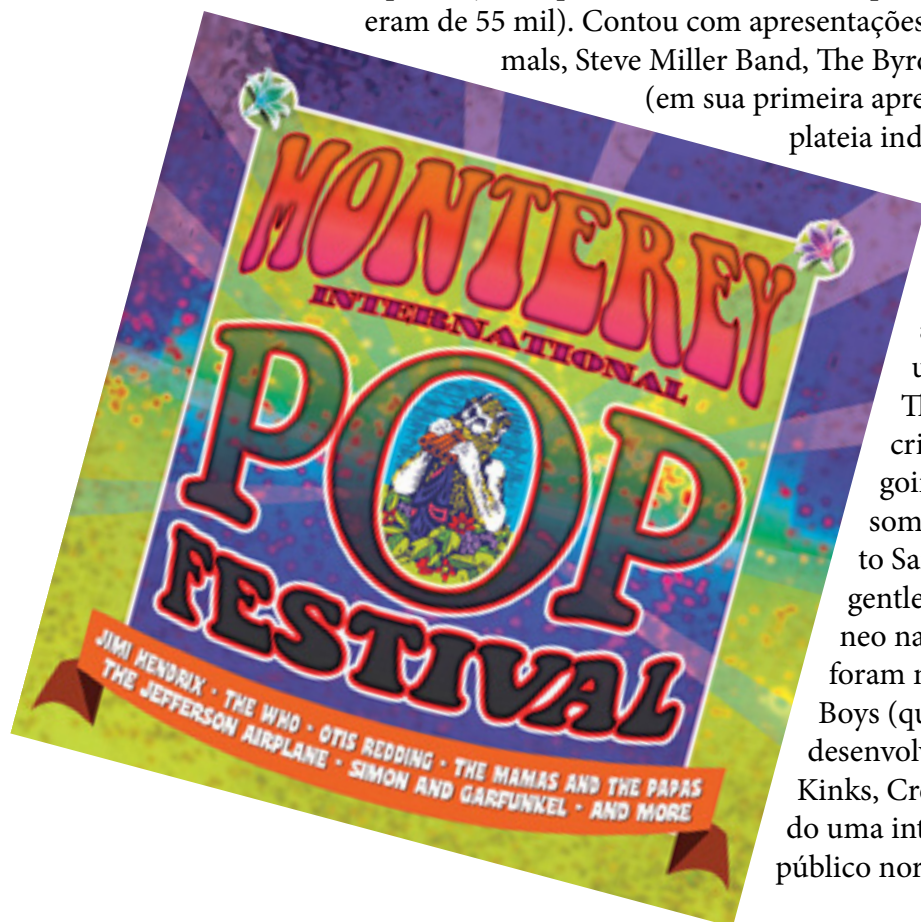 eram de 55 mil). Contou com apresentações
mals, Steve Miller Band, The Byr
(em sua primeira apre
plateia ind
MONTEREY
INTERNATIONAL
POP
FESTIVAL
JIMI HENDRIX · THE WHO · OTIS REDDING · THE MAMAS AND THE PAPAS
THE JEFFERSON AIRPLANE · SIMON AND GARFUNKEL · AND MORE
u
Th
cri
goin
som
to Sa
gentle
neo na
foram
Boys (qu
desenvolv
Kinks, Cr
do uma int
público nor